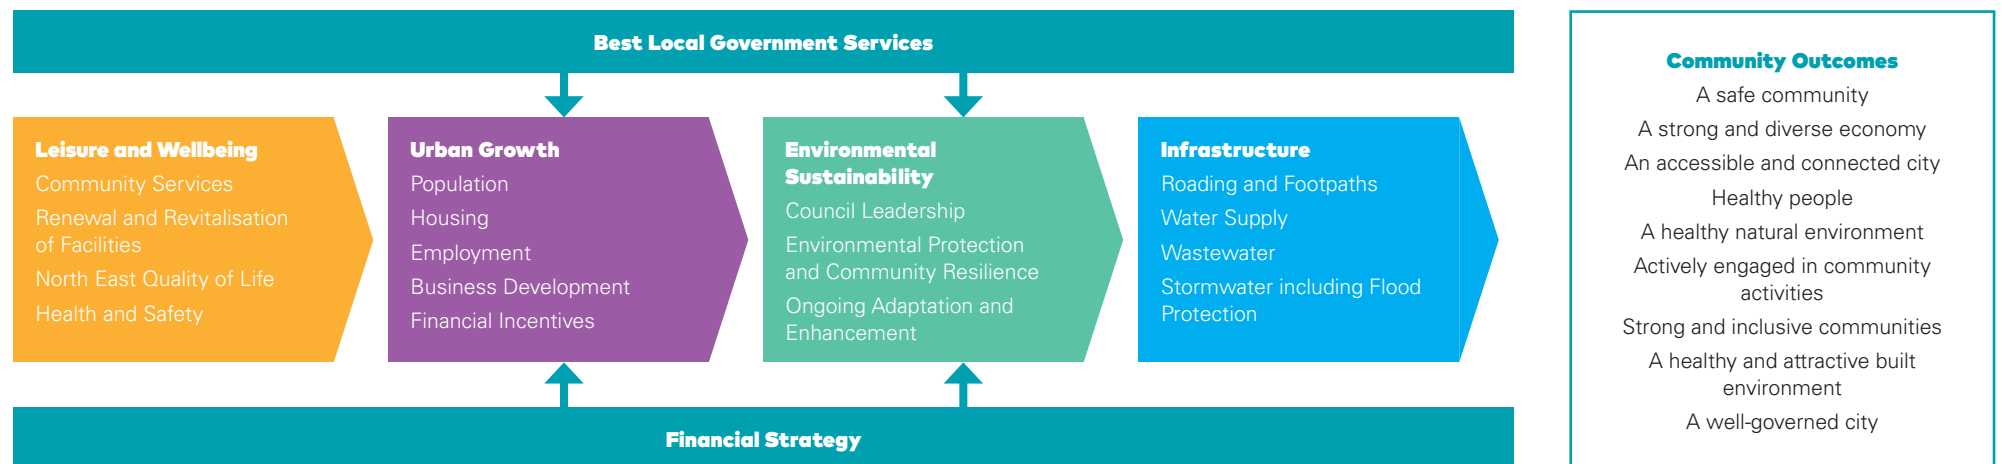 Best Local Government Services
Leisure and Wellbeing
Community Services
Renewal and Revitalisation
of Facilities
North East Quality of Life
Health and Safety
Urban Growth
Population
Housing
Employment
Business Development
Financial Incentives
Environmental
Sustainability
Council Leadership
Environmental Protection
and Community Resilience
Ongoing Adaptation and
Enhancement
Infrastructure
Roading and Footpaths
Water Supply
Wastewater
Stormwater including Flood
Protection
Financial Strategy
Community Outcomes
A safe community
A strong and diverse economy
An accessible and connected city
Healthy people
A healthy natural environment
Actively engaged in community
activities
Strong and inclusive communities
A healthy and attractive built
environment
A well-governed city